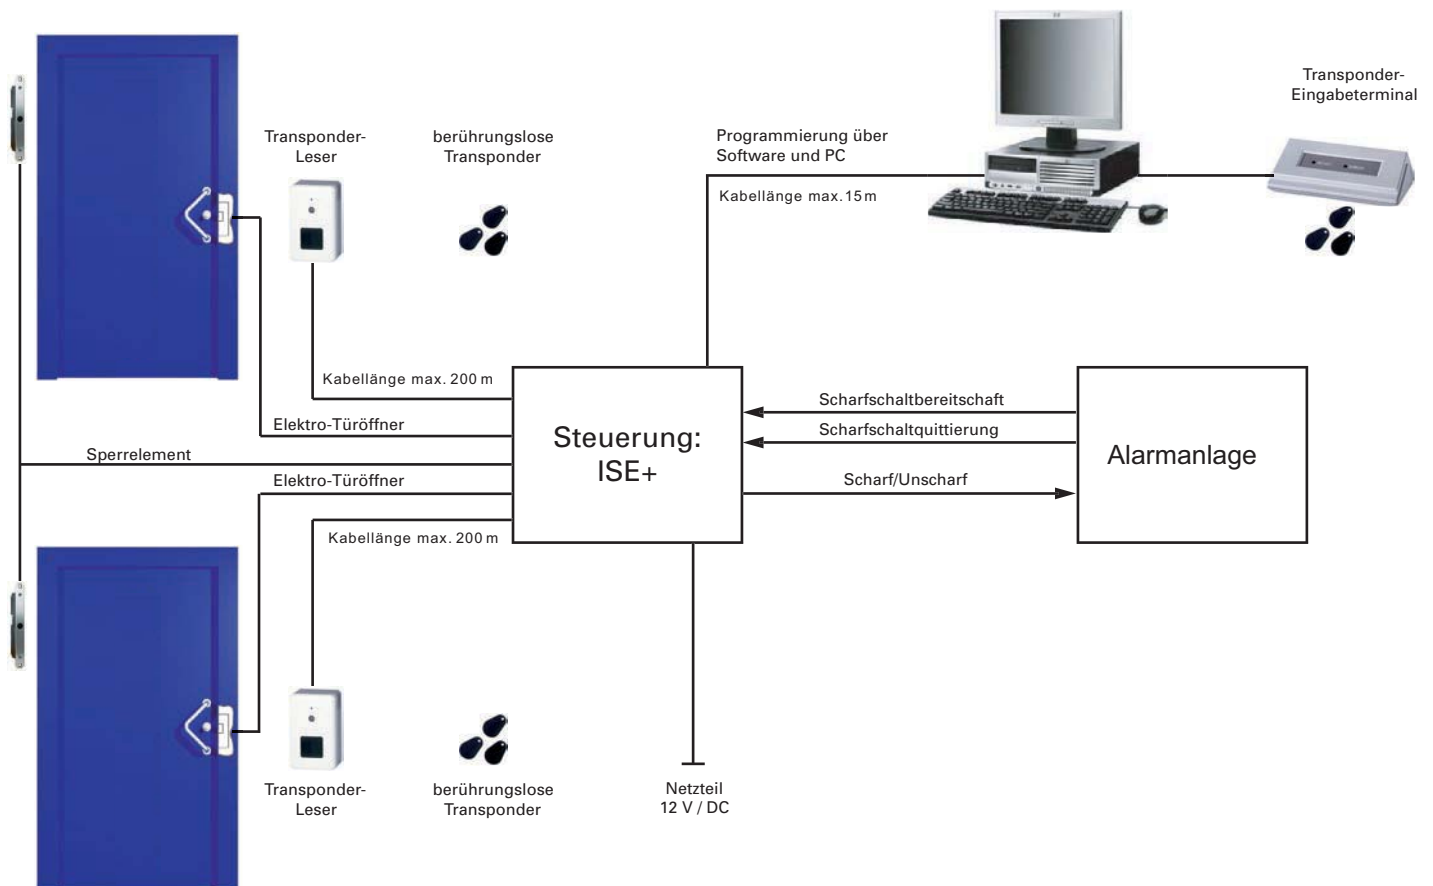 Transponder-
Eingabeterminal
Transponder-
Leser
berührungslose
Transponder
Programmierung über
Software und PC
Kabellänge max. 15 m
Kabellänge max. 200 m
Elektro-Türöffner
Sperrelement
Elektro-Türöffner
Kabellänge max. 200 m
Steuerung:
ISE+
Scharfschaltbereitschaft
Scharfschaltquittierung
Scharf/Unscharf
Alarmanlage
Transponder-
Leser
berührungslose
Transponder
Netzteil
12 V / DC